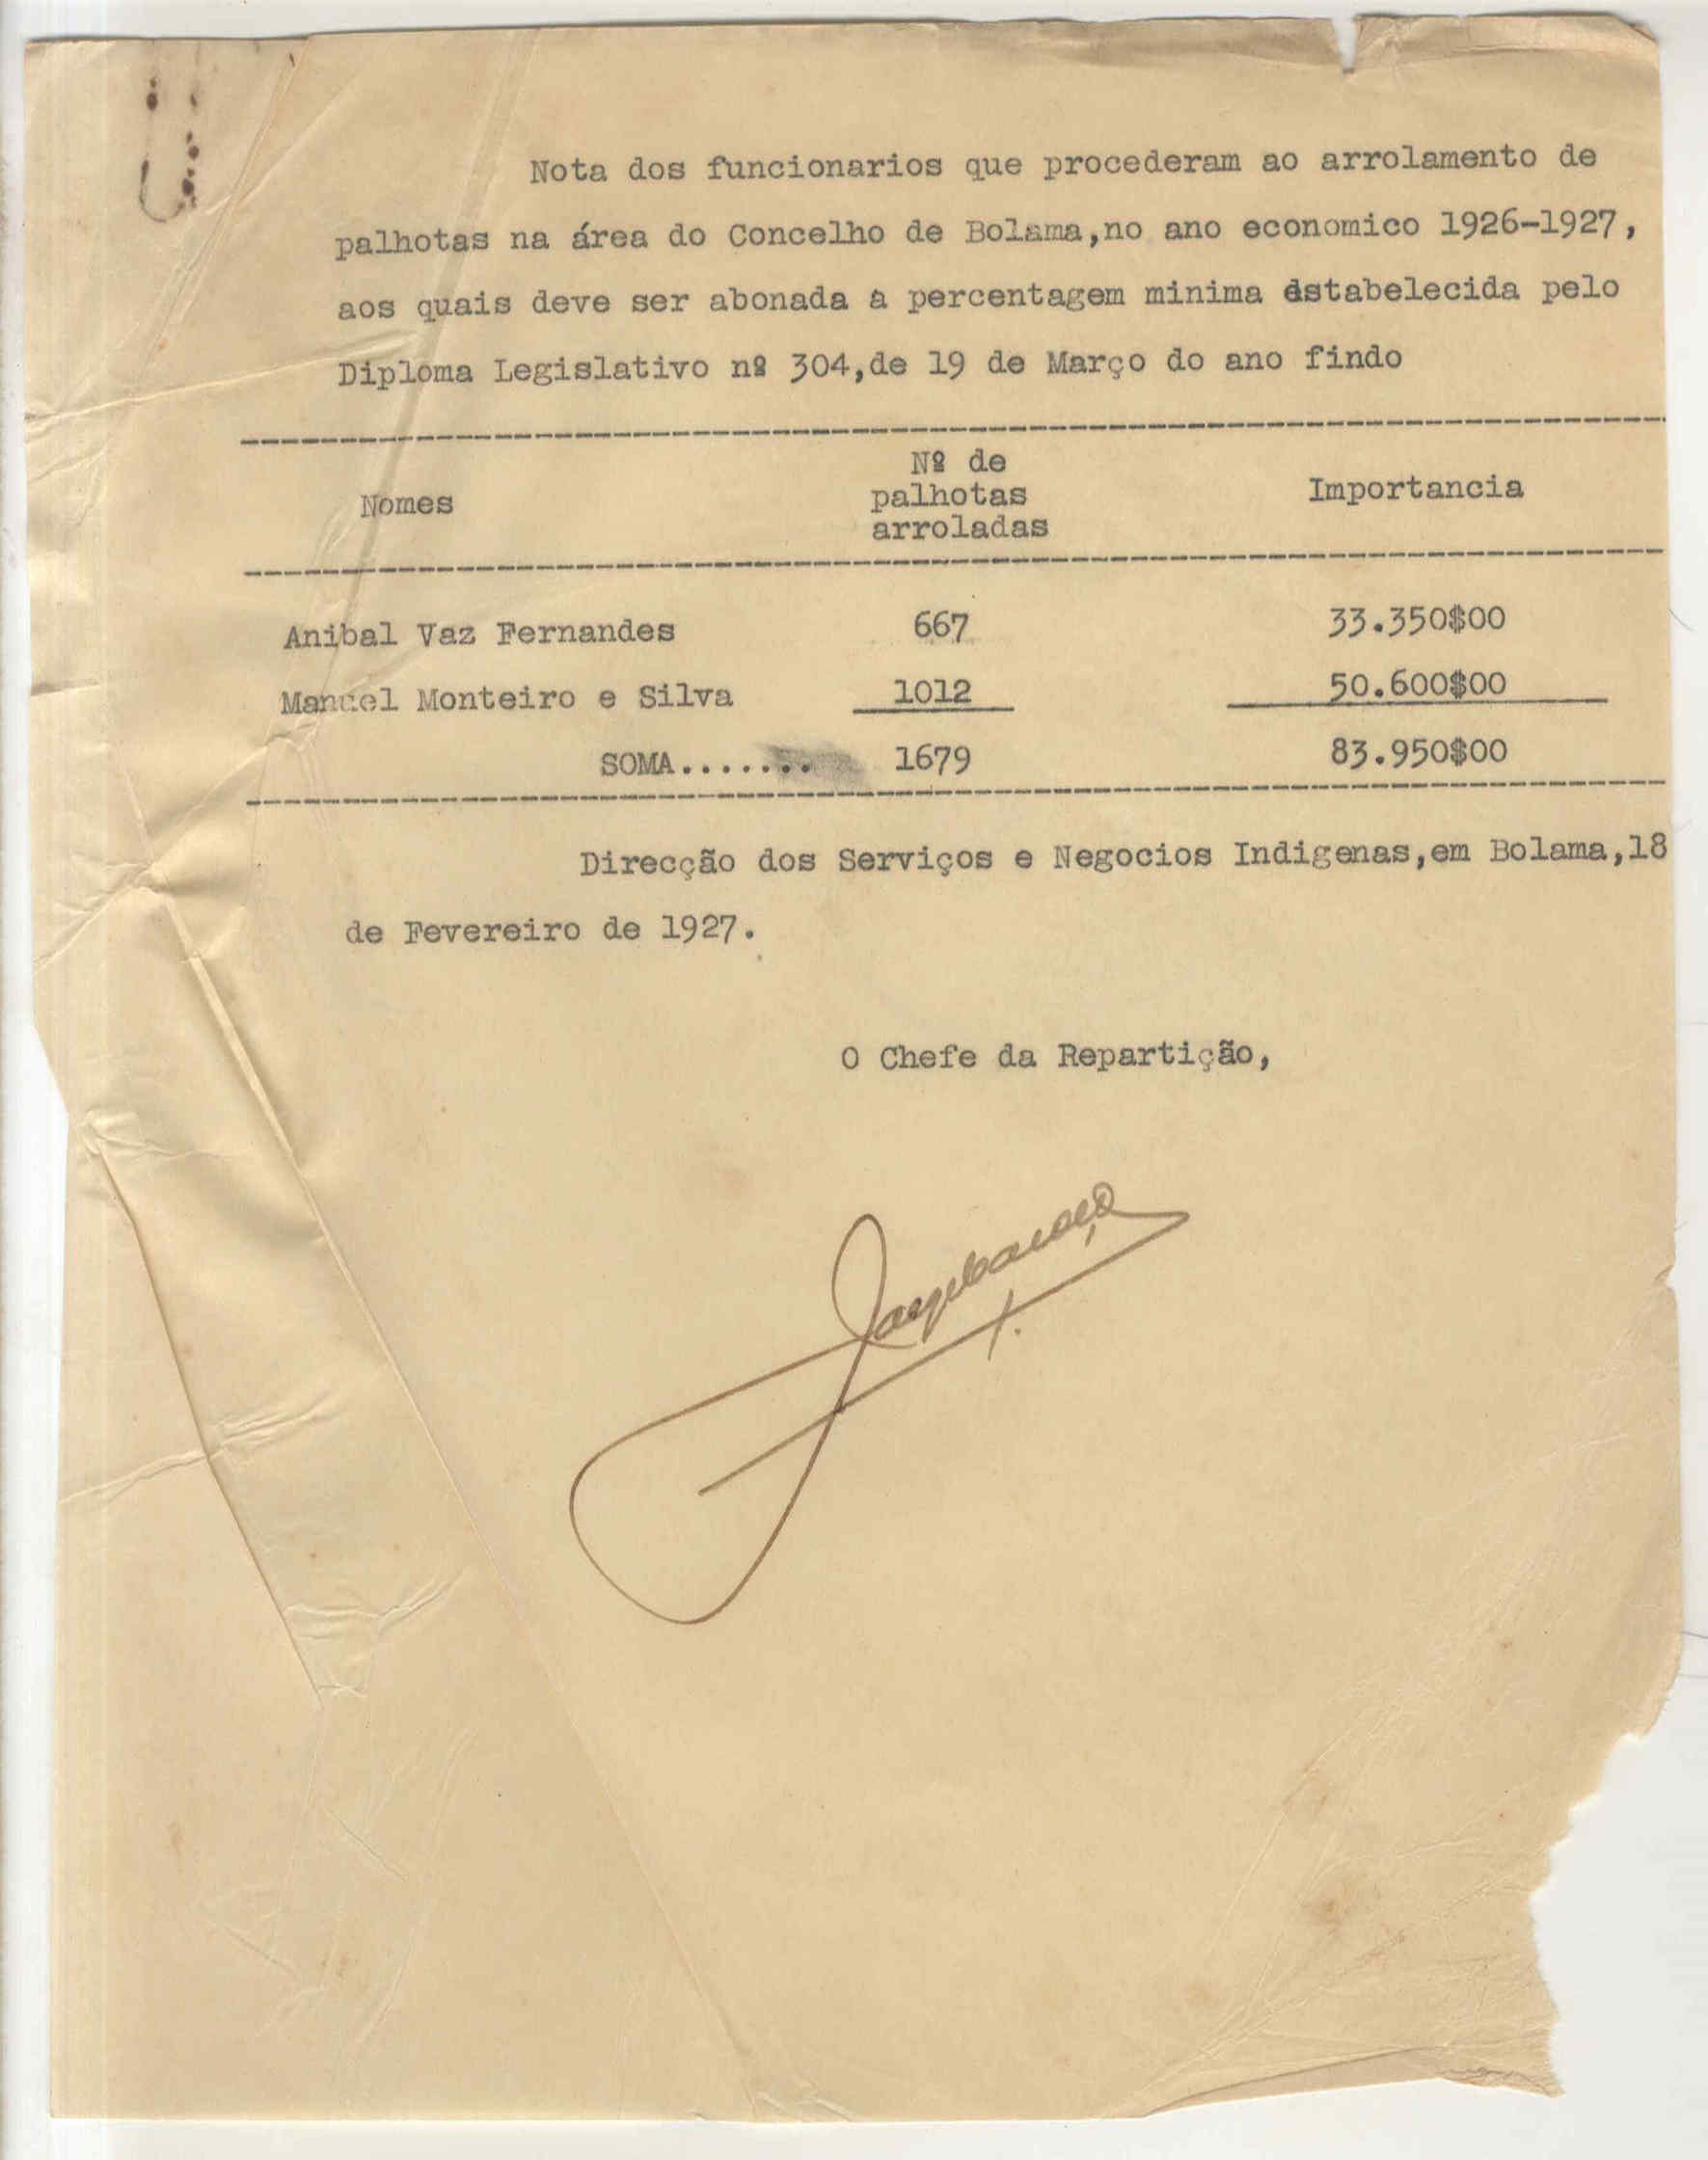 Nota dos funcionarios que procederam ao arrolamento de
palhotas na área do Concelho de Bolama,no ano economico 1926-1927,
aos quais deve ser abonada a percentagem minima estabelecida pelo
Diploma Legislativo nº 304,de 19 de Março do ano findo
Nomes Nº de palhotas arroladas Importancia
Anibal Vaz Fernandes 667 33.350$00
Manuel Monteiro e Silva 1012 50.600$00
SOMA....... 1679 83.950$00
Direcção dos Serviços e Negocios Indigenas,em Bolama,18
de Fevereiro de 1927.
O Chefe da Repartição,